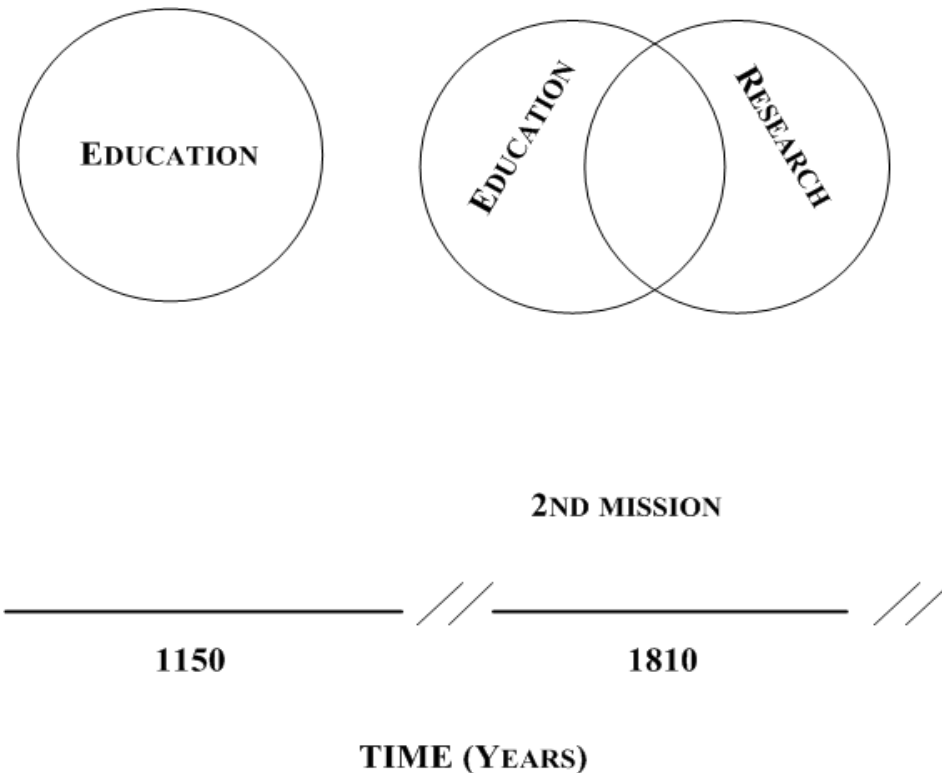 EDUCATION
EDUCATION
RESEARCH
2ND MISSION
1150
1810
TIME (YEARS)